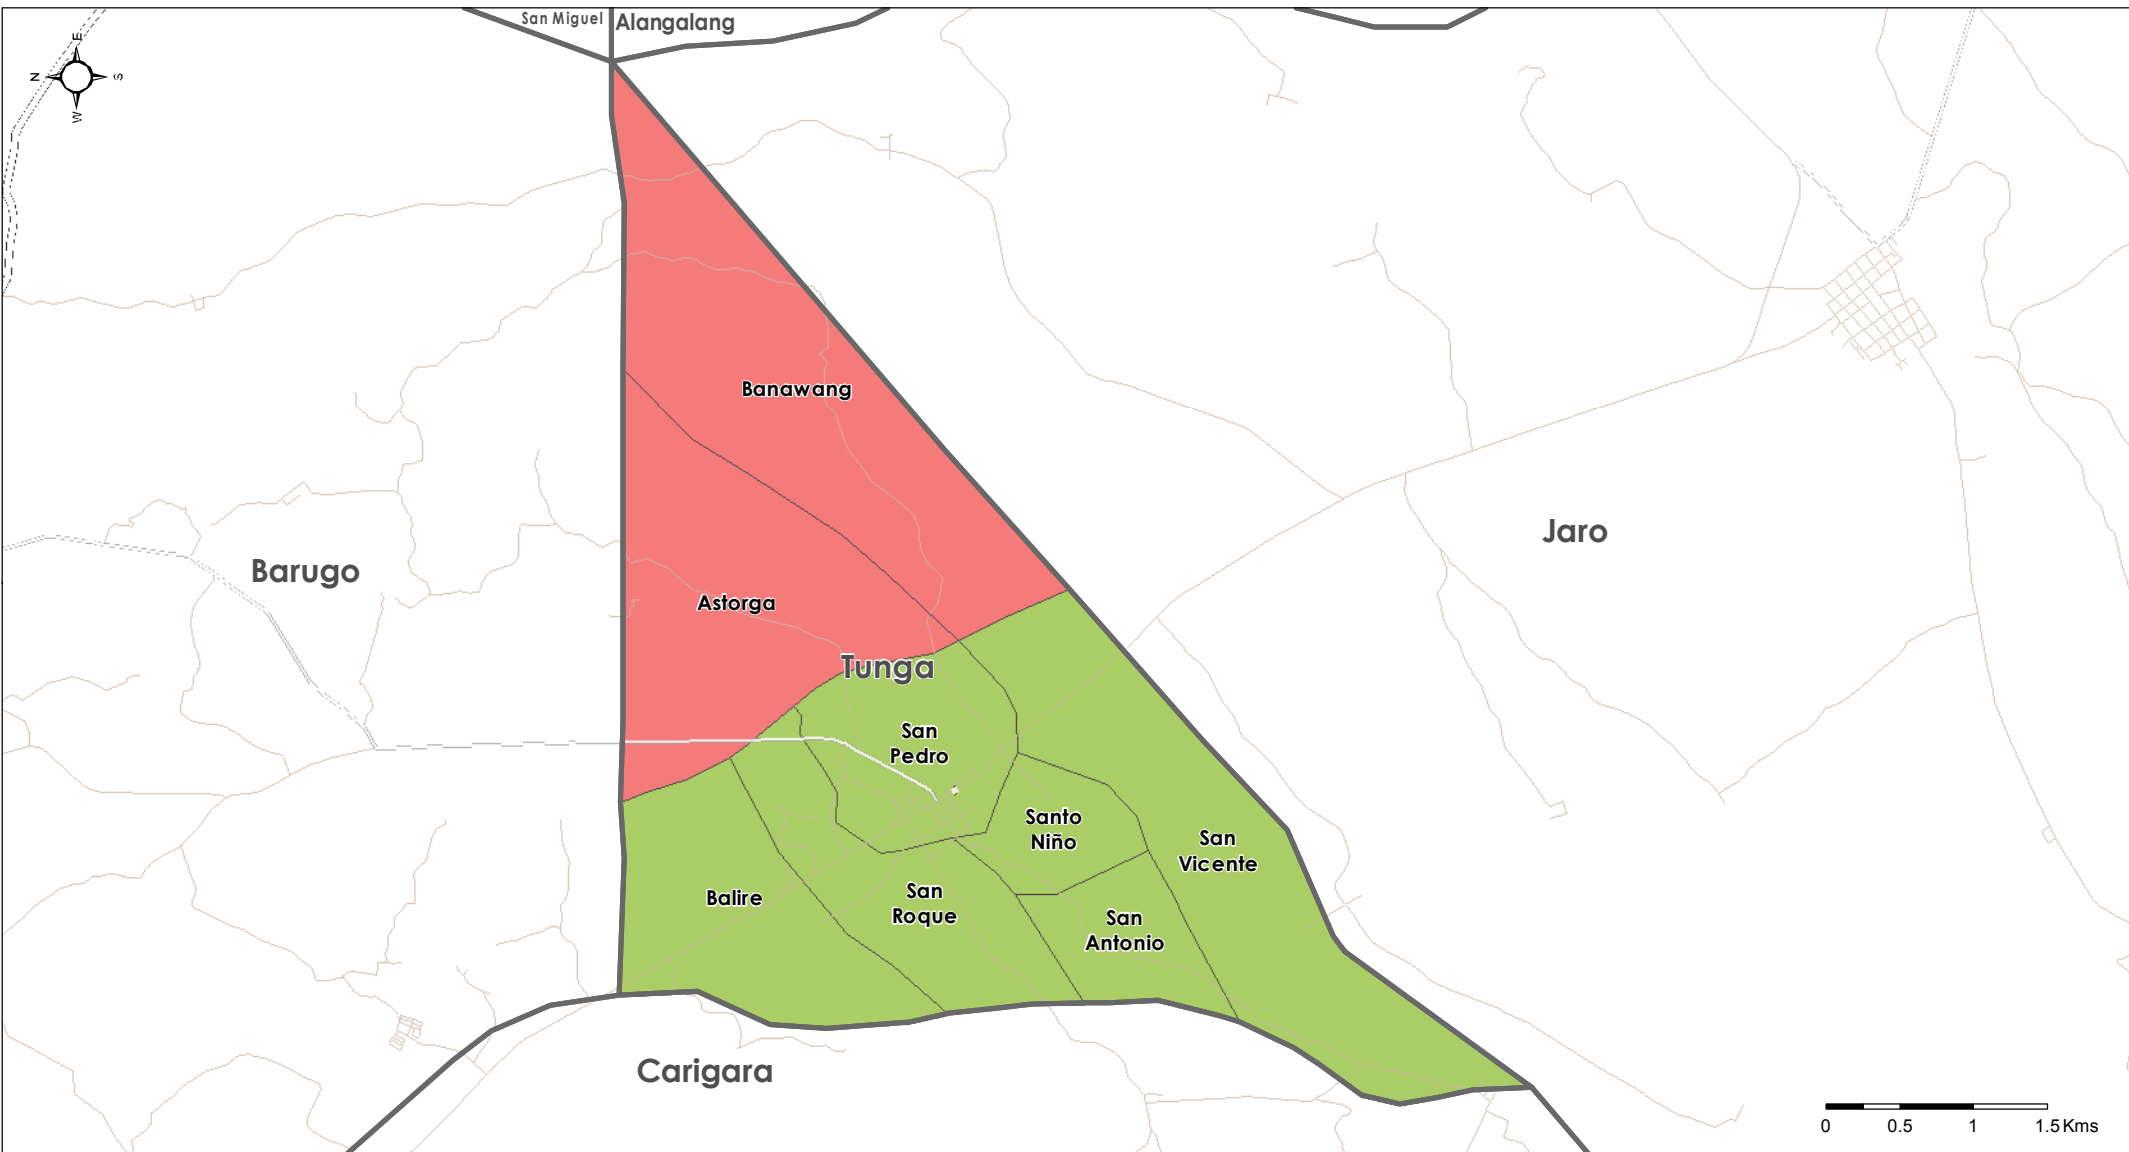 San Miguel
Alangalang
E
N
S
W
Banawang
Jaro
Barugo
Astorga
Tunga
San
Pedro
Santo
Niño
San
Vicente
Balire
San
Roque
San
Antonio
Carigara
0 0.5 1 1.5 Kms